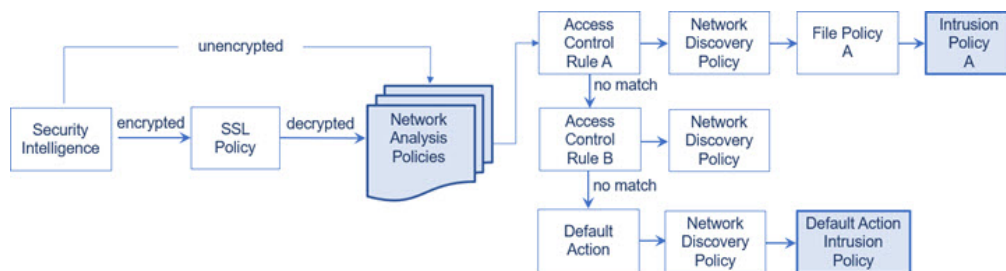 unencrypted
Security
Intelligence
encrypted
SSL
Policy
decrypted
Network
Analysis
Policies
Access
Control
Rule A
Network
Discovery
Policy
File Policy
A
Intrusion
Policy
A
no match
Access
Control
Rule B
Network
Discovery
Policy
no match
Default
Action
Network
Discovery
Policy
Default Action
Intrusion
Policy